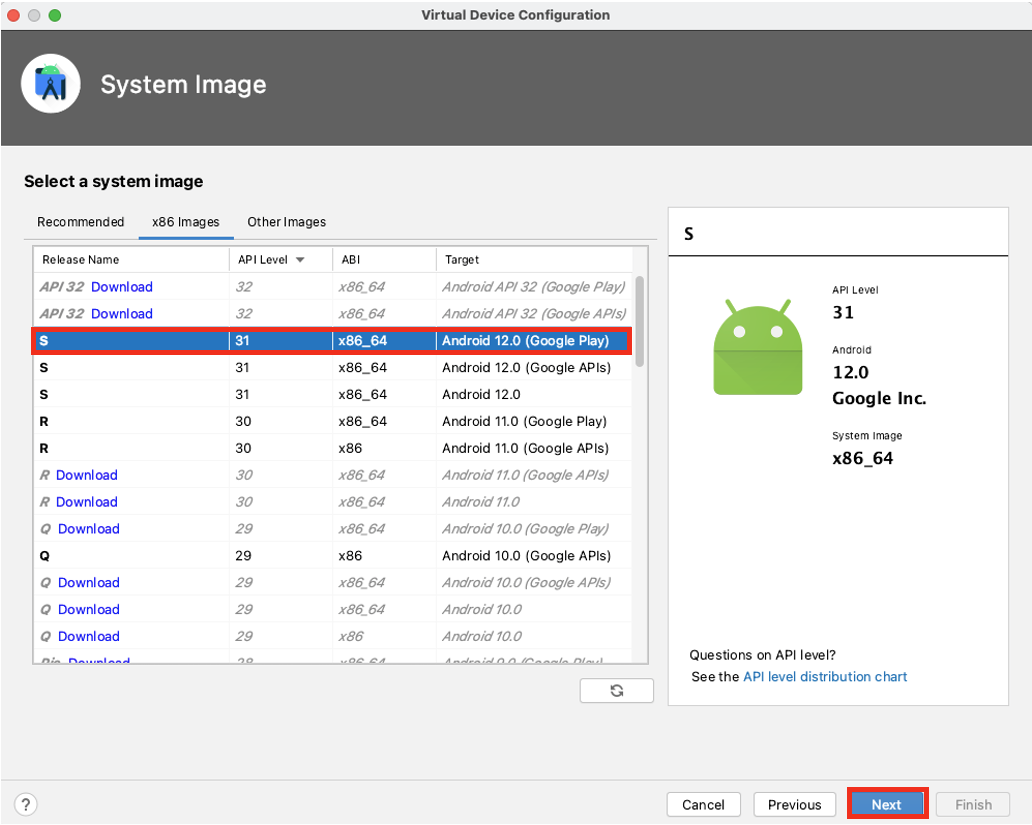 Virtual Device Configuration
System Image
Select a system image
Recommended x86 Images Other Images
Release Name API Level ABI Target
API 32 Download 32 x86_64 Android API 32 (Google Play)
API 32 Download 32 x86_64 Android API 32 (Google APIs)
S 31 x86_64 Android 12.0 (Google Play)
S 31 x86_64 Android 12.0 (Google APIs)
S 31 x86_64 Android 12.0
R 30 x86_64 Android 11.0 (Google Play)
R 30 x86 Android 11.0 (Google APIs)
R Download 30 x86_64 Android 11.0 (Google APIs)
R Download 30 x86_64 Android 11.0
Q Download 29 x86_64 Android 10.0 (Google Play)
Q 29 x86 Android 10.0 (Google APIs)
Q Download 29 x86_64 Android 10.0 (Google APIs)
Q Download 29 x86_64 Android 10.0
Q Download 29 x86 Android 10.0
Pie Download 28 x86_64 Android 9.0 (Google Play)
S
API Level
31
Android
12.0
Google Inc.
System Image
x86_64
Questions on API level?
See the API level distribution chart
? Cancel Previous Next Finish